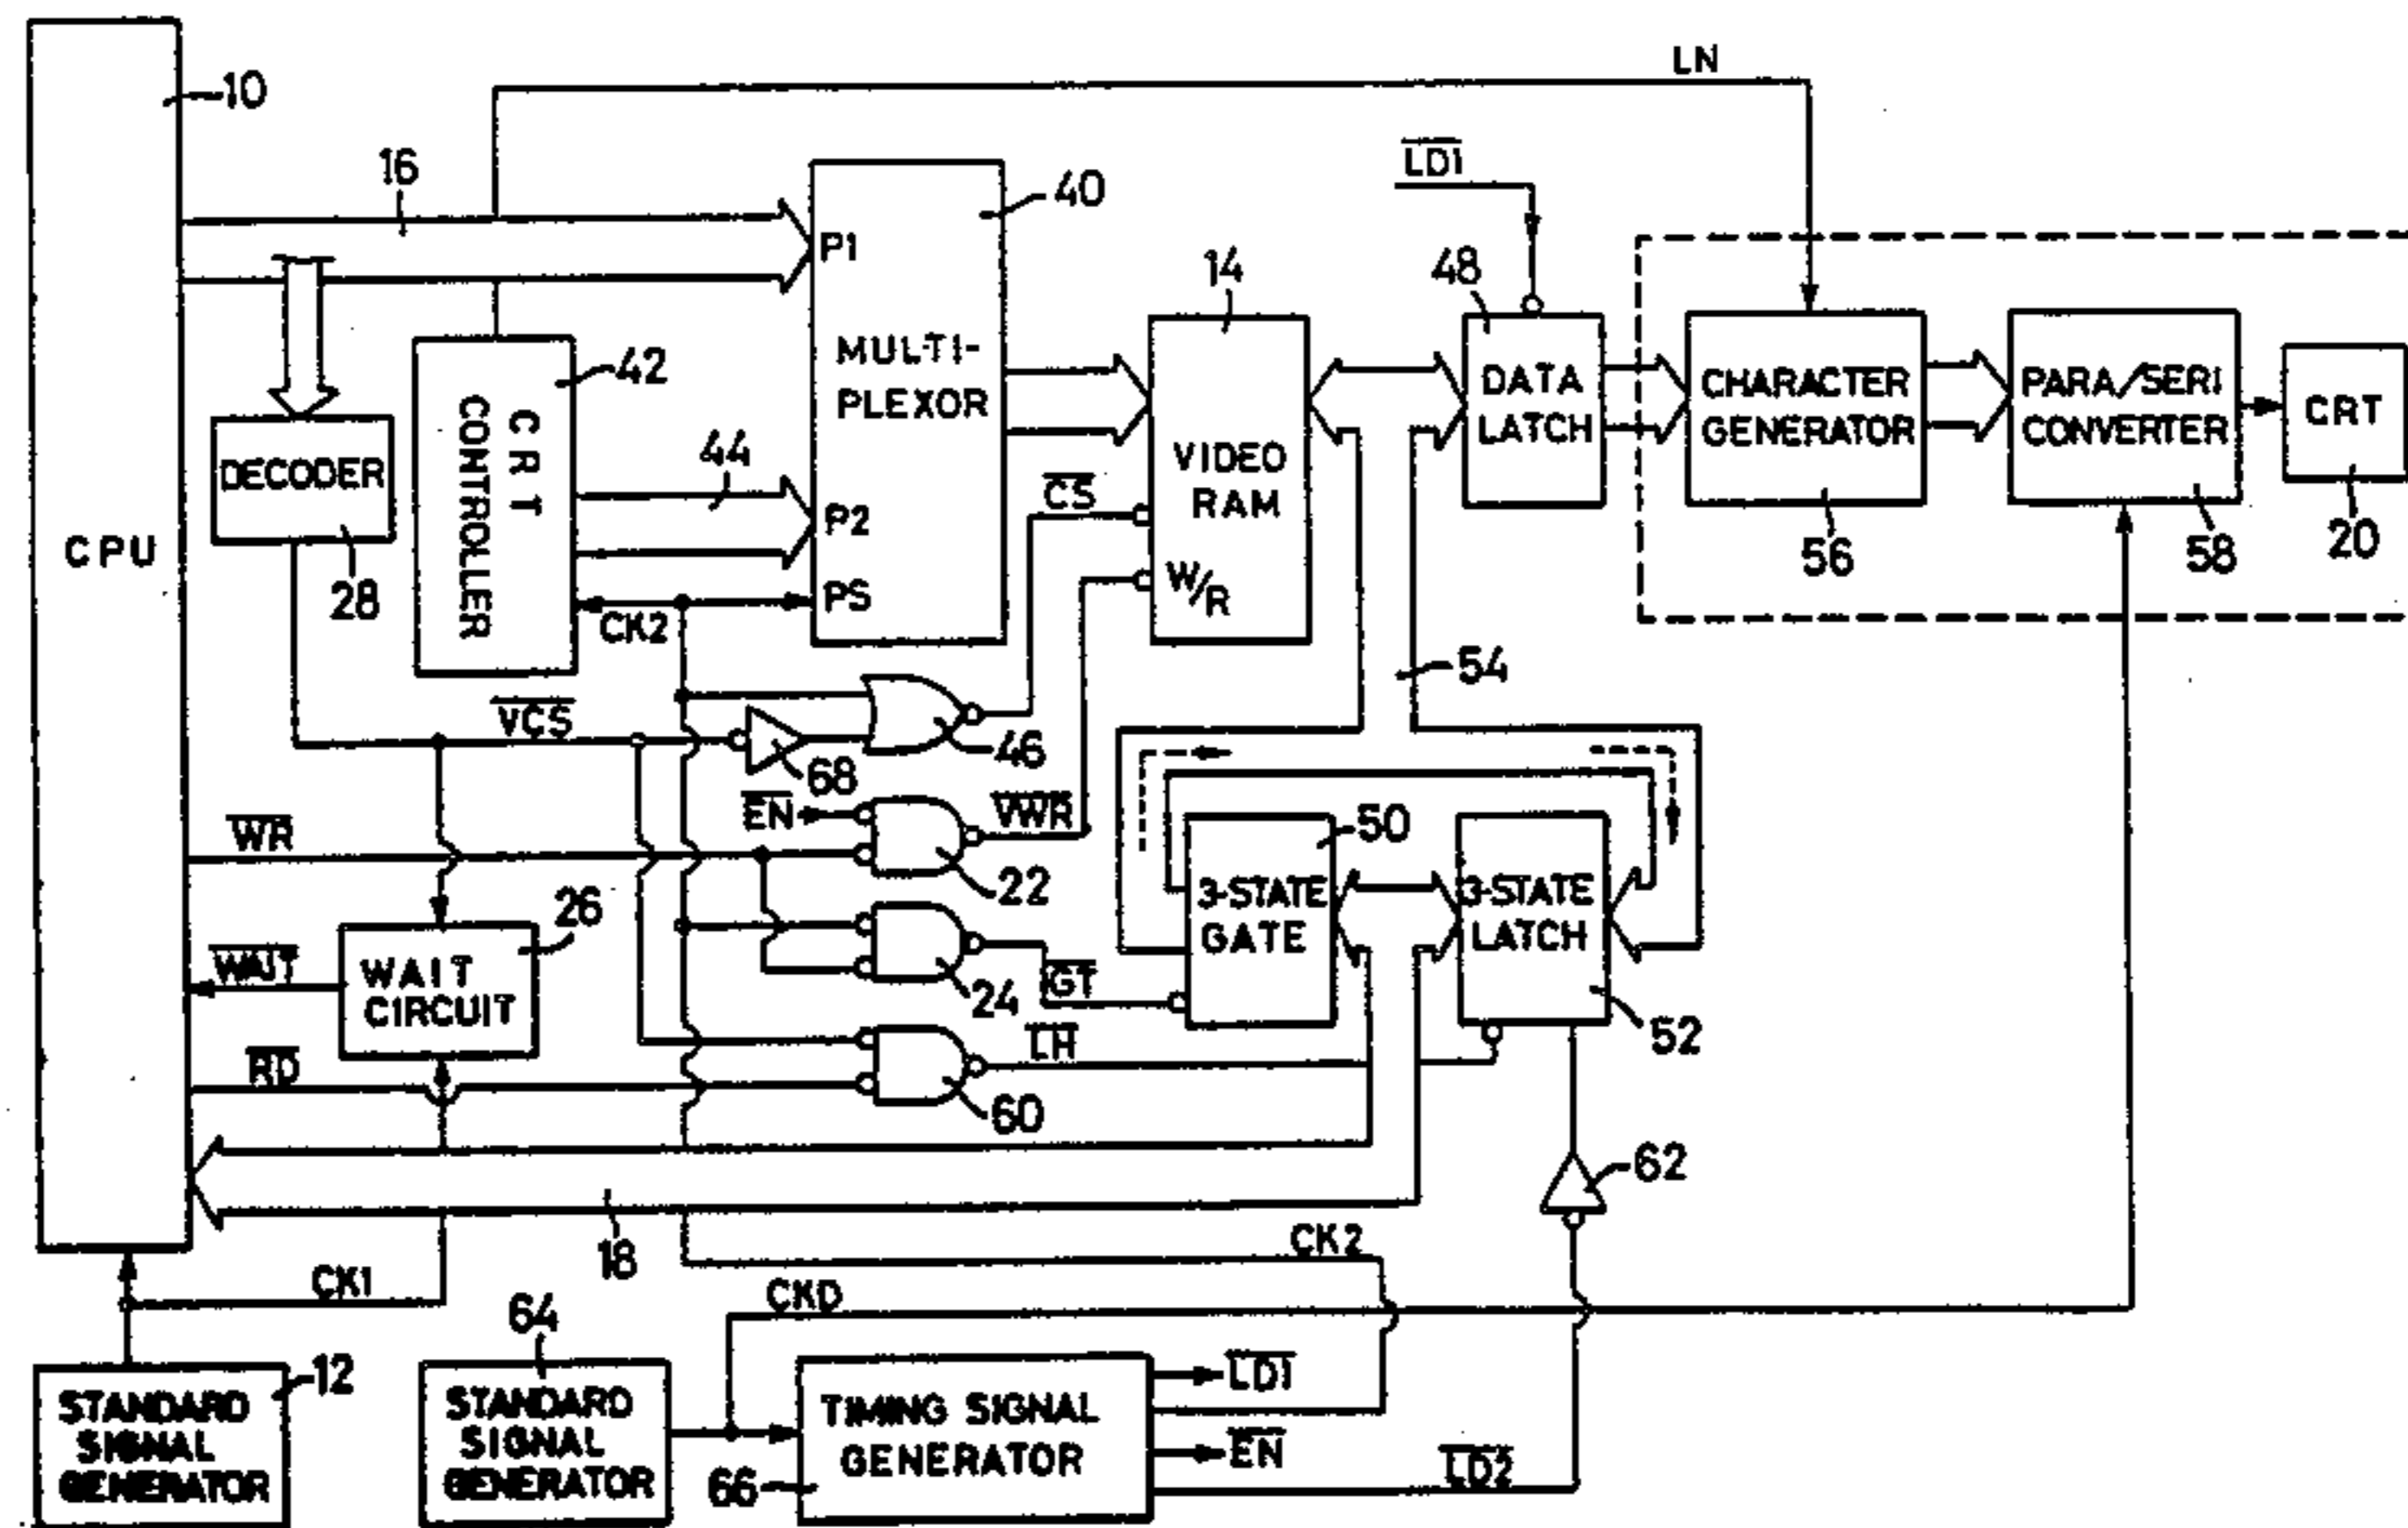 LN
10
16
LD1
40
P1
14
48
MULTI-
PLEXOR
42
CRT
CONTROLLER
DATA
LATCH
CHARACTER
GENERATOR
PARA/SERI
CONVERTER
CRT
DECODER
44
VIDEO
RAM
CS
P2
CPU
28
56
58
20
W/R
PS
CK2
54
VCS
68
46
EN
VWR
50
WR
22
26
3-STATE
GATE
3-STATE
LATCH
WAIT
WAIT
CIRCUIT
24
GT
52
RD
LH
60
62
18
CK2
CK1
CKD
64
12
STANDARD
SIGNAL
GENERATOR
STANDARD
SIGNAL
GENERATOR
TIMING SIGNAL
GENERATOR
66
LD1
EN
LD2